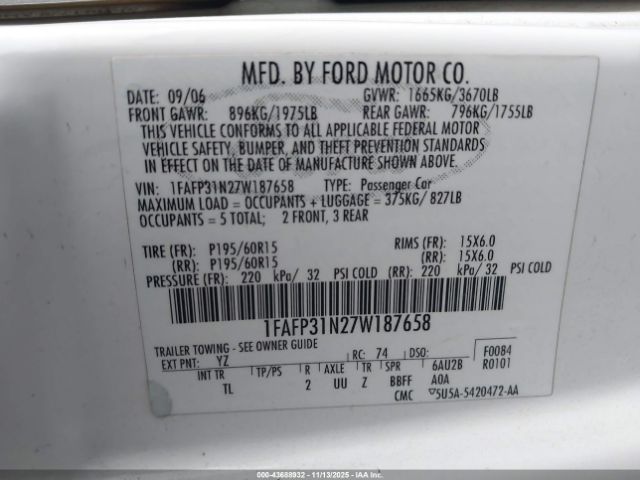 MFD. BY FORD MOTOR CO.
DATE: 09/06 GVWR: 1665KG/3670LB
FRONT GAWR: 896KG/1975LB REAR GAWR: 796KG/1755LB
THIS VEHICLE CONFORMS TO ALL APPLICABLE FEDERAL MOTOR
VEHICLE SAFETY, BUMPER, AND THEFT PREVENTION STANDARDS
IN EFFECT ON THE DATE OF MANUFACTURE SHOWN ABOVE.
VIN: 1FAFP31N27W187658 TYPE: Passenger Car
MAXIMUM LOAD = OCCUPANTS + LUGGAGE = 375KG/ 827LB
OCCUPANTS = 5 TOTAL; 2 FRONT, 3 REAR
TIRE (FR): P195/60R15 RIMS (FR): 15X6.0
(RR): P195/60R15 (RR): 15X6.0
PRESSURE (FR): 220 kPa/ 32 PSI COLD (RR): 220 kPa/ 32 PSI COLD
1FAFP31N27W187658
TRAILER TOWING - SEE OWNER GUIDE F0084
EXT PNT: YZ RC: 74 DSO: 6AU2B R0101
INT TR TP/PS R AXLE TR SPR A0A
TL 2 UU Z BBFF
CMC ▽5U5A-5420472-AA
000-43688932 - 11/13/2025 - IAAI.com